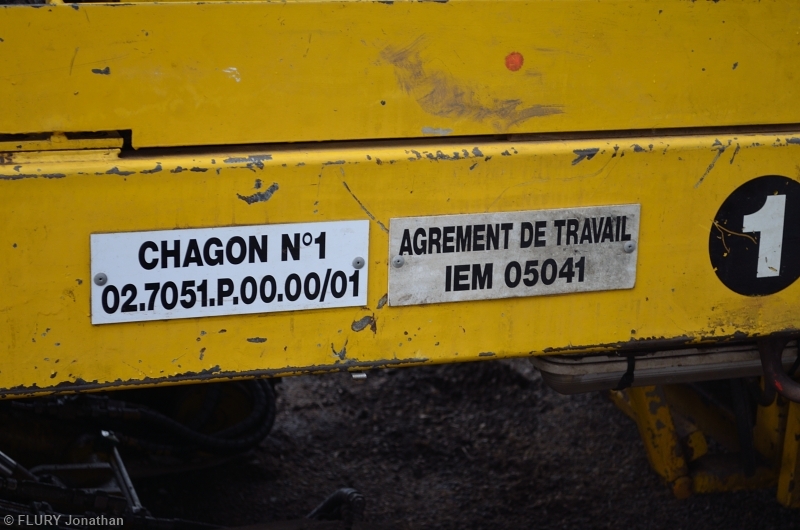 CHAGON N°1
02.7051.P.00.00/01
AGREMENT DE TRAVAIL
IEM 05041
1
© FLURY Jonathan